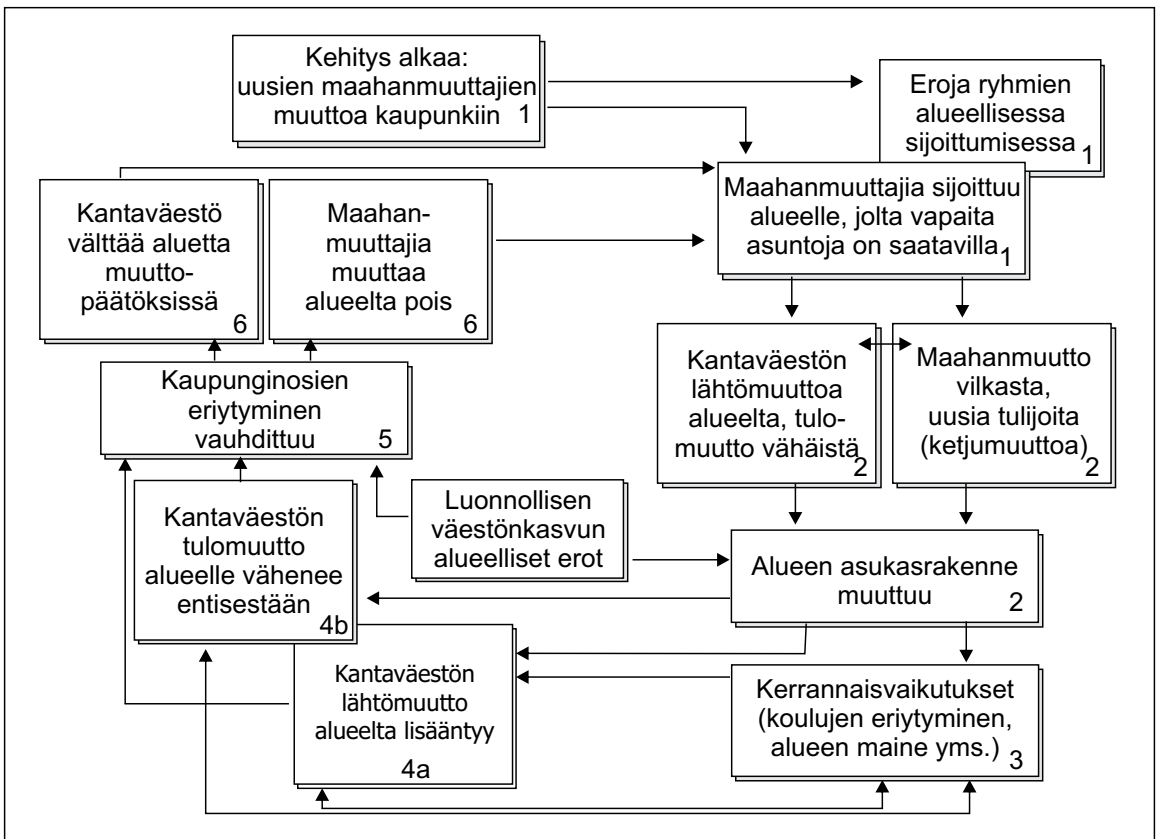 Kehitys alkaa:
uusien maahanmuuttajien
muuttoa kaupunkiin
1
Eroja ryhmien
alueellisessa
sijoittumisessa
1
Maahanmuuttajia sijoittuu
alueelle, jolta vapaita
asuntoja on saatavilla
1
Kantaväestö
välttää aluetta
muutto-
päätöksissä
6
Maahan-
muuttajia
muuttaa
alueelta pois
6
Kantaväestön
lähtömuuttoa
alueelta, tulo-
muutto vähäistä
2
Maahanmuutto
vilkasta,
uusia tulijoita
(ketjumuuttoa)
2
Kaupunginosien
eriytyminen
vauhdittuu
5
Luonnollisen
väestönkasvun
alueelliset erot
Kantaväestön
tulomuutto
alueelle vähenee
entisestään
4b
Alueen asukasrakenne
muuttuu
2
Kantaväestön
lähtömuutto
alueelta lisääntyy
4a
Kerrannaisvaikutukset
(koulujen eriytyminen,
alueen maine yms.)
3